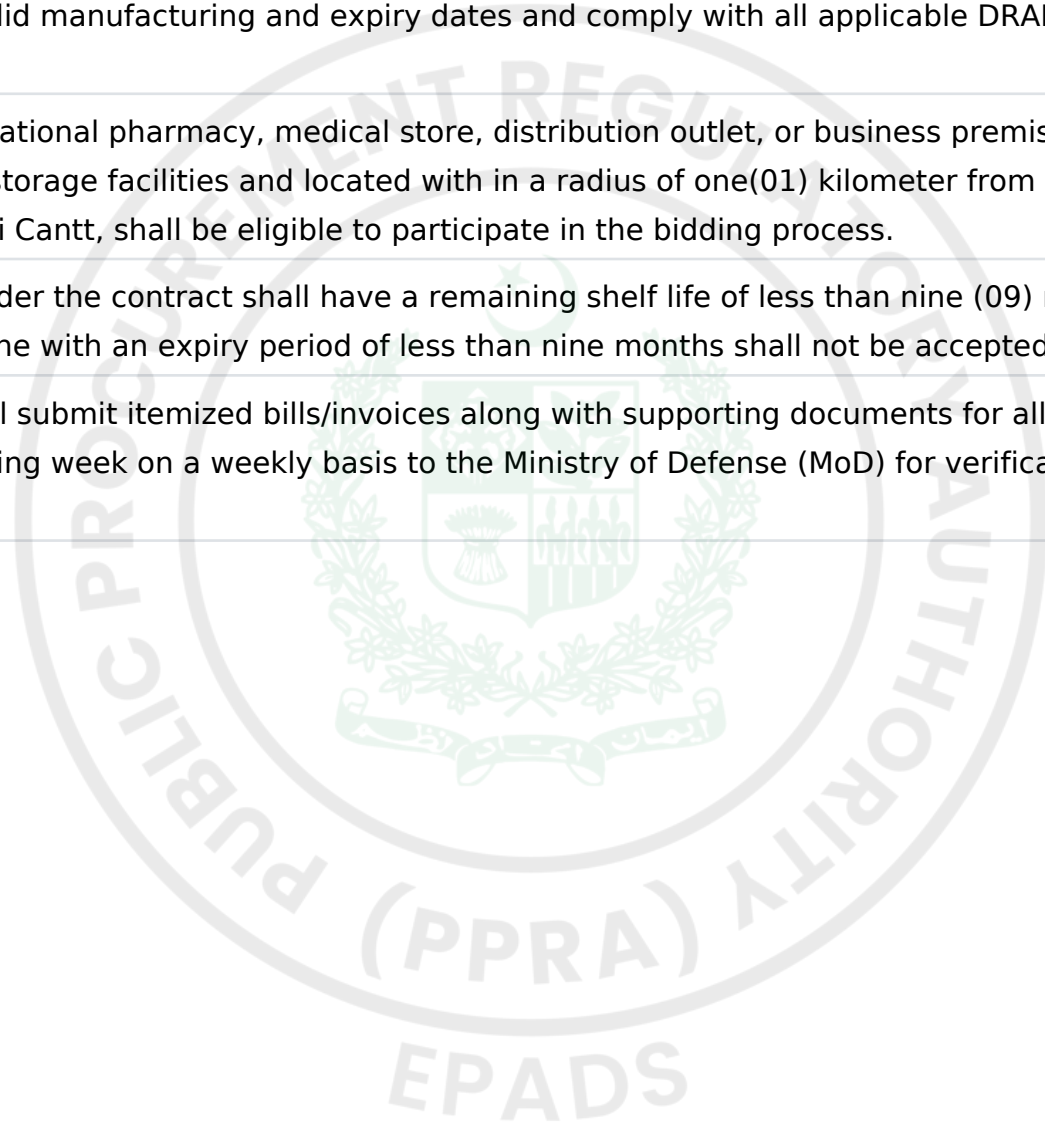 lid manufacturing and expiry dates and comply with all applicable DRA
ational pharmacy, medical store, distribution outlet, or business premis
storage facilities and located with in a radius of one(01) kilometer from
i Cantt, shall be eligible to participate in the bidding process.
der the contract shall have a remaining shelf life of less than nine (09)
ne with an expiry period of less than nine months shall not be accepted
l submit itemized bills/invoices along with supporting documents for all
ing week on a weekly basis to the Ministry of Defense (MoD) for verifica
PUBLIC PROCUREMENT REGULATORY AUTHORITY
(PPRA)
EPADS